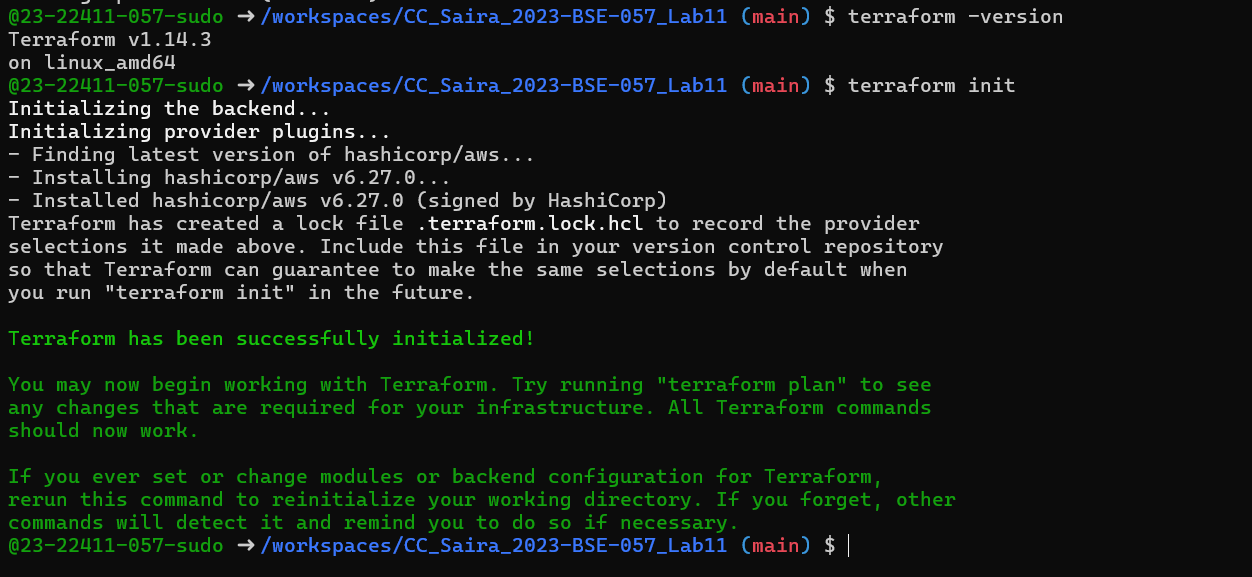 @23-22411-057-sudo ➜ /workspaces/CC_Saira_2023-BSE-057_Lab11 (main) $ terraform -version
Terraform v1.14.3
on linux_amd64
@23-22411-057-sudo ➜ /workspaces/CC_Saira_2023-BSE-057_Lab11 (main) $ terraform init
Initializing the backend...
Initializing provider plugins...
- Finding latest version of hashicorp/aws...
- Installing hashicorp/aws v6.27.0...
- Installed hashicorp/aws v6.27.0 (signed by HashiCorp)
Terraform has created a lock file .terraform.lock.hcl to record the provider
selections it made above. Include this file in your version control repository
so that Terraform can guarantee to make the same selections by default when
you run "terraform init" in the future.
Terraform has been successfully initialized!
You may now begin working with Terraform. Try running "terraform plan" to see
any changes that are required for your infrastructure. All Terraform commands
should now work.
If you ever set or change modules or backend configuration for Terraform,
rerun this command to reinitialize your working directory. If you forget, other
commands will detect it and remind you to do so if necessary.
@23-22411-057-sudo ➜ /workspaces/CC_Saira_2023-BSE-057_Lab11 (main) $